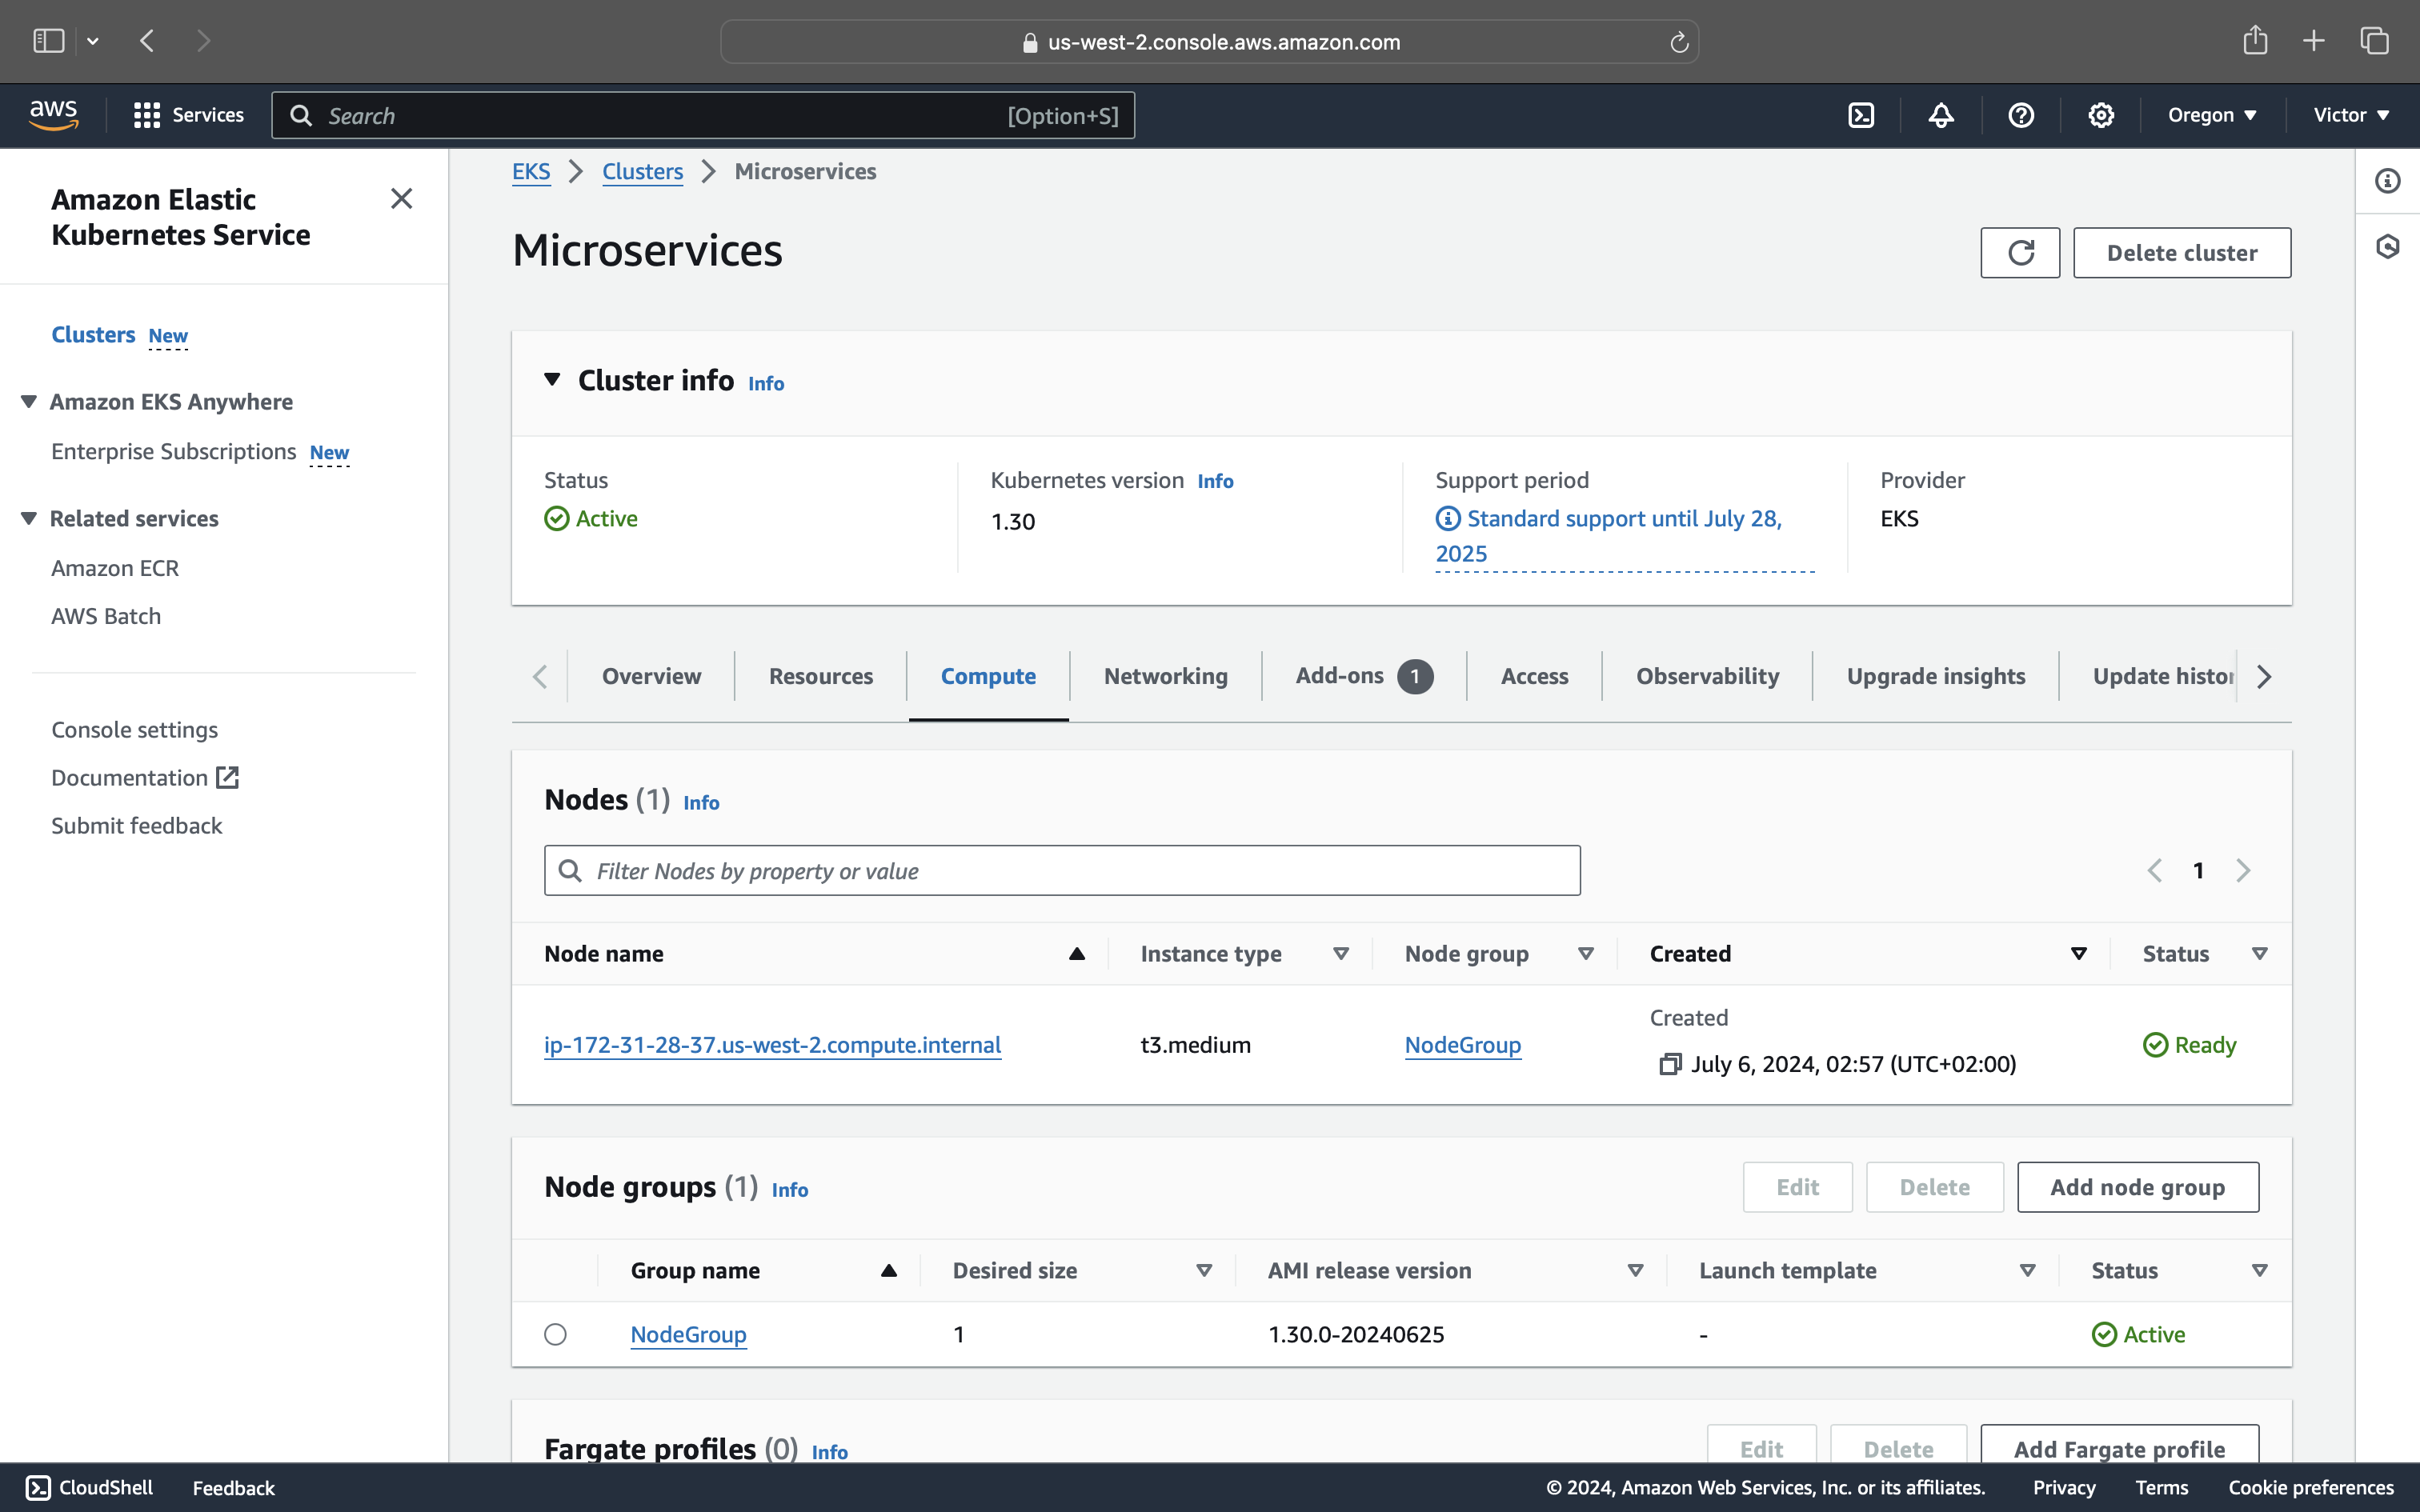 us-west-2.console.aws.amazon.com
aws
Services
Search
[Option+S]
Oregon
Victor
Amazon Elastic
Kubernetes Service
Clusters New
Amazon EKS Anywhere
Enterprise Subscriptions New
Related services
Amazon ECR
AWS Batch
Console settings
Documentation
Submit feedback
EKS Clusters Microservices
Microservices
Delete cluster
Cluster info Info
Status
Active
Kubernetes version Info
1.30
Support period
Standard support until July 28,
2025
Provider
EKS
Overview Resources Compute Networking Add-ons 1 Access Observability Upgrade insights Update histor
Nodes (1) Info
Filter Nodes by property or value
1
Node name Instance type Node group Created Status
Created
ip-172-31-28-37.us-west-2.compute.internal t3.medium NodeGroup July 6, 2024, 02:57 (UTC+02:00) Ready
Node groups (1) Info
Edit Delete Add node group
Group name Desired size AMI release version Launch template Status
NodeGroup 1 1.30.0-20240625 - Active
Fargate profiles (0) Info
Edit Delete Add Fargate profile
CloudShell Feedback © 2024, Amazon Web Services, Inc. or its affiliates. Privacy Terms Cookie preferences